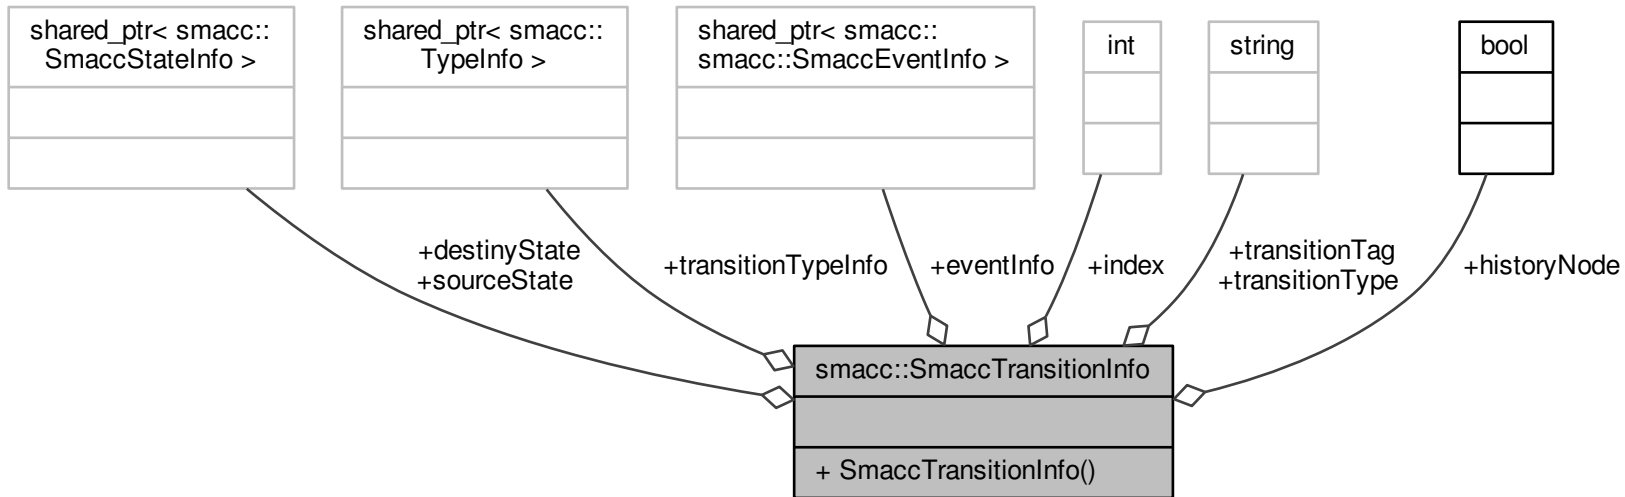 shared_ptr< smacc::
SmaccStateInfo >
shared_ptr< smacc::
TypeInfo >
shared_ptr< smacc::
smacc::SmaccEventInfo >
int
string
bool
+destinyState
+sourceState
+transitionTypeInfo
+eventInfo
+index
+transitionTag
+transitionType
+historyNode
smacc::SmaccTransitionInfo
+ SmaccTransitionInfo()